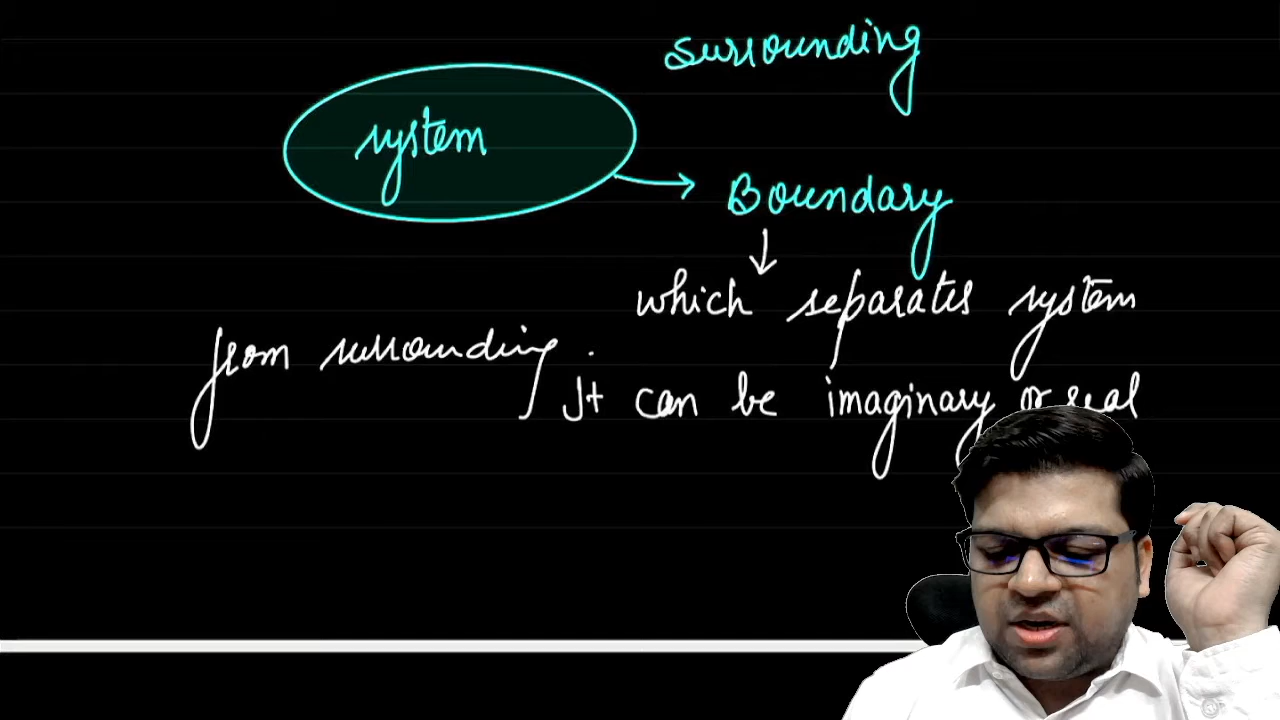 surrounding
system
Boundary
which separates system
from surrounding.
It can be imaginary or real